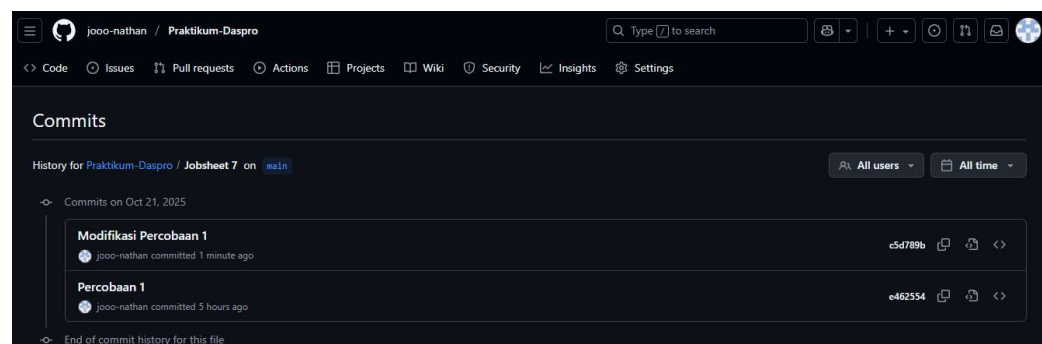 jooo-nathan / Praktikum-Daspro
Type / to search
<> Code Issues Pull requests Actions Projects Wiki Security Insights Settings
Commits
History for Praktikum-Daspro / Jobsheet 7 on main
All users All time
Commits on Oct 21, 2025
Modifikasi Percobaan 1
jooo-nathan committed 1 minute ago
c5d789b
Percobaan 1
jooo-nathan committed 5 hours ago
e462554
End of commit history for this file